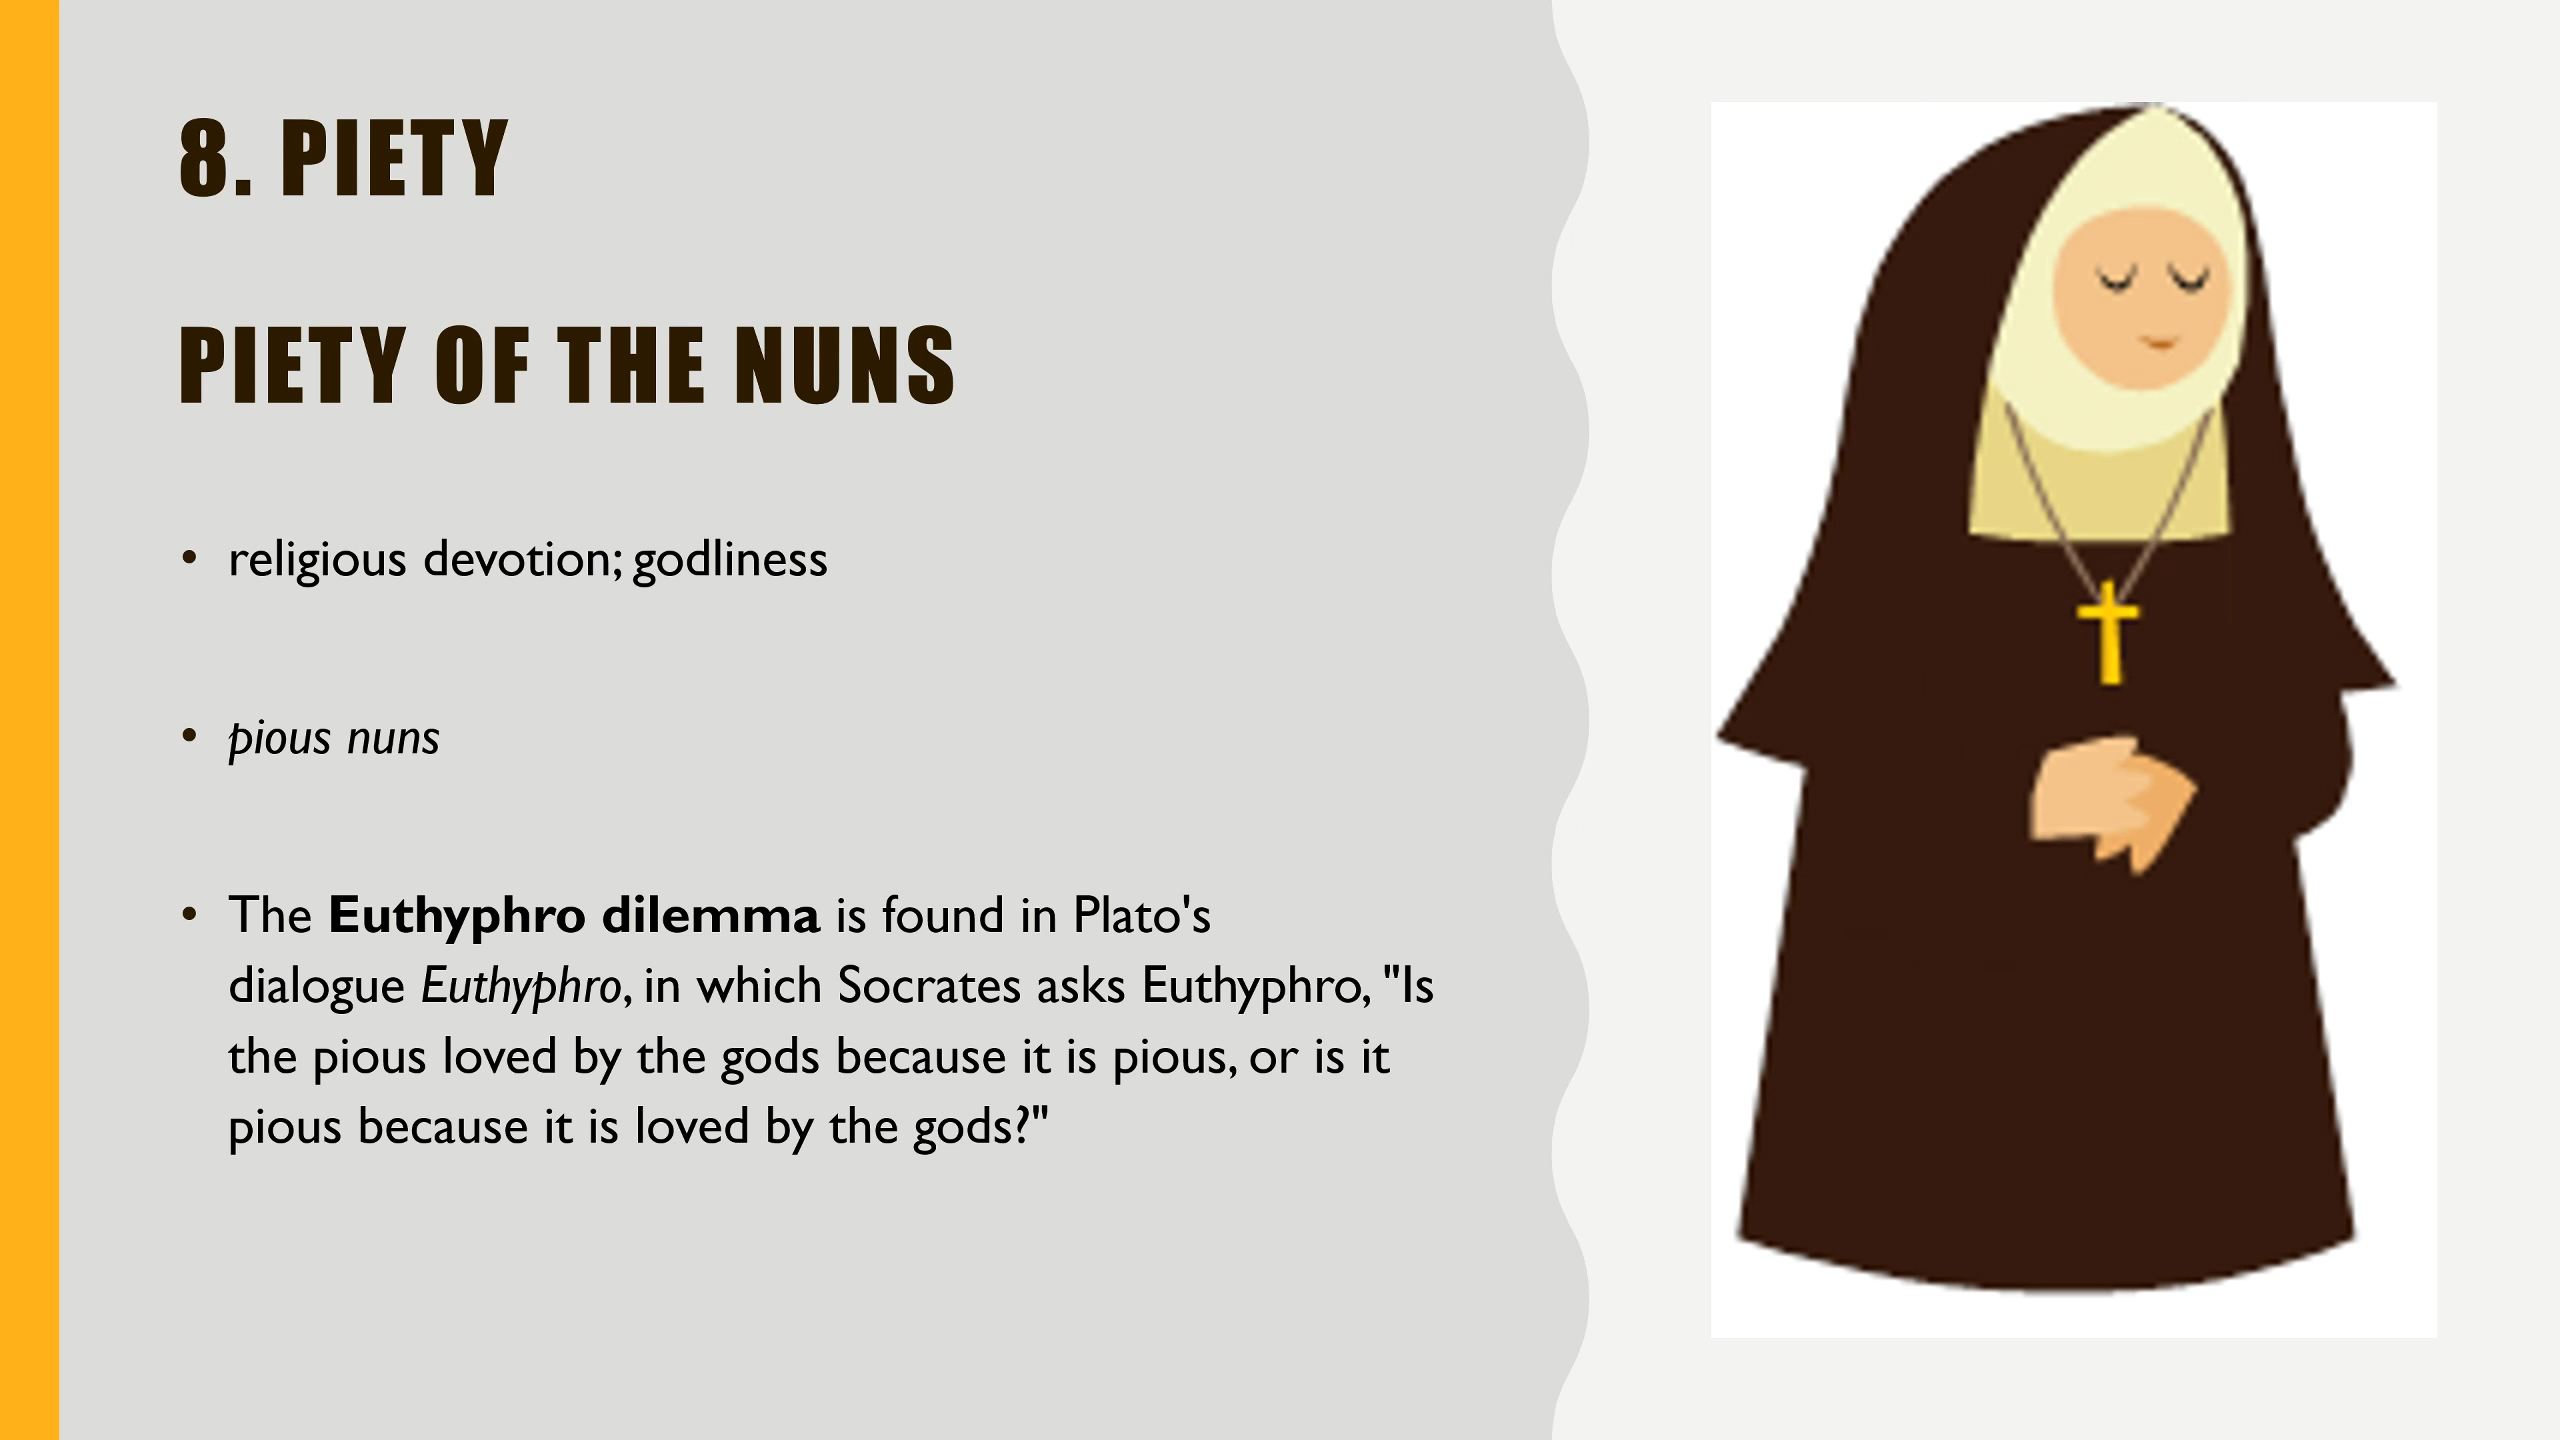 8. PIETY
PIETY OF THE NUNS
• religious devotion; godliness
• pious nuns
• The Euthyphro dilemma is found in Plato's
dialogue Euthyphro, in which Socrates asks Euthyphro, "Is
the pious loved by the gods because it is pious, or is it
pious because it is loved by the gods?"